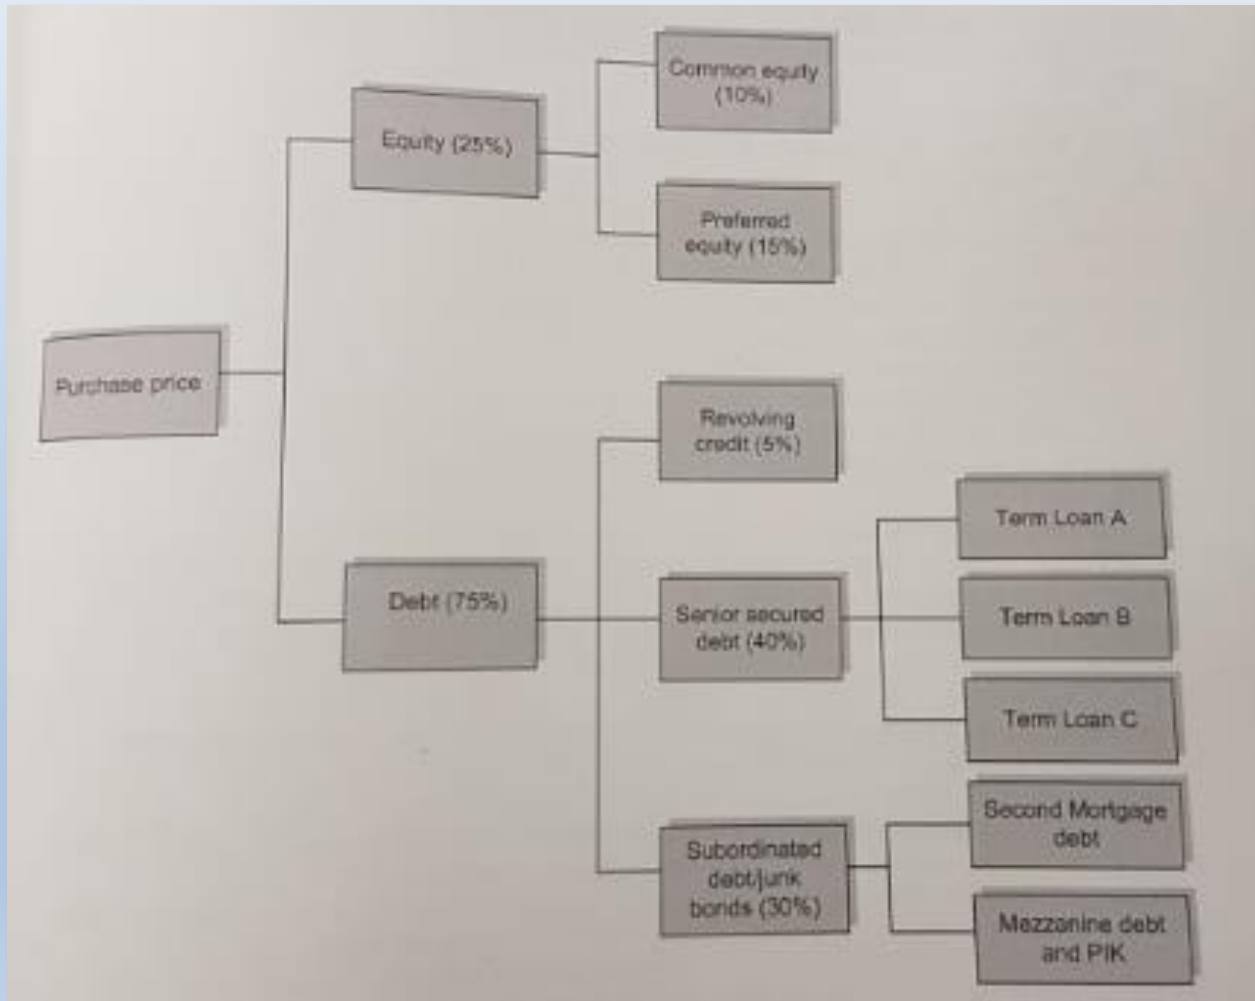 Common equity
(10%)
Equity (25%)
Preferred
equity (15%)
Purchase price
Revolving
credit (5%)
Term Loan A
Debt (75%)
Senior secured
debt (40%)
Term Loan B
Term Loan C
Second Mortgage
debt
Subordinated
debt/junk
bonds (30%)
Mezzanine debt
and PIK